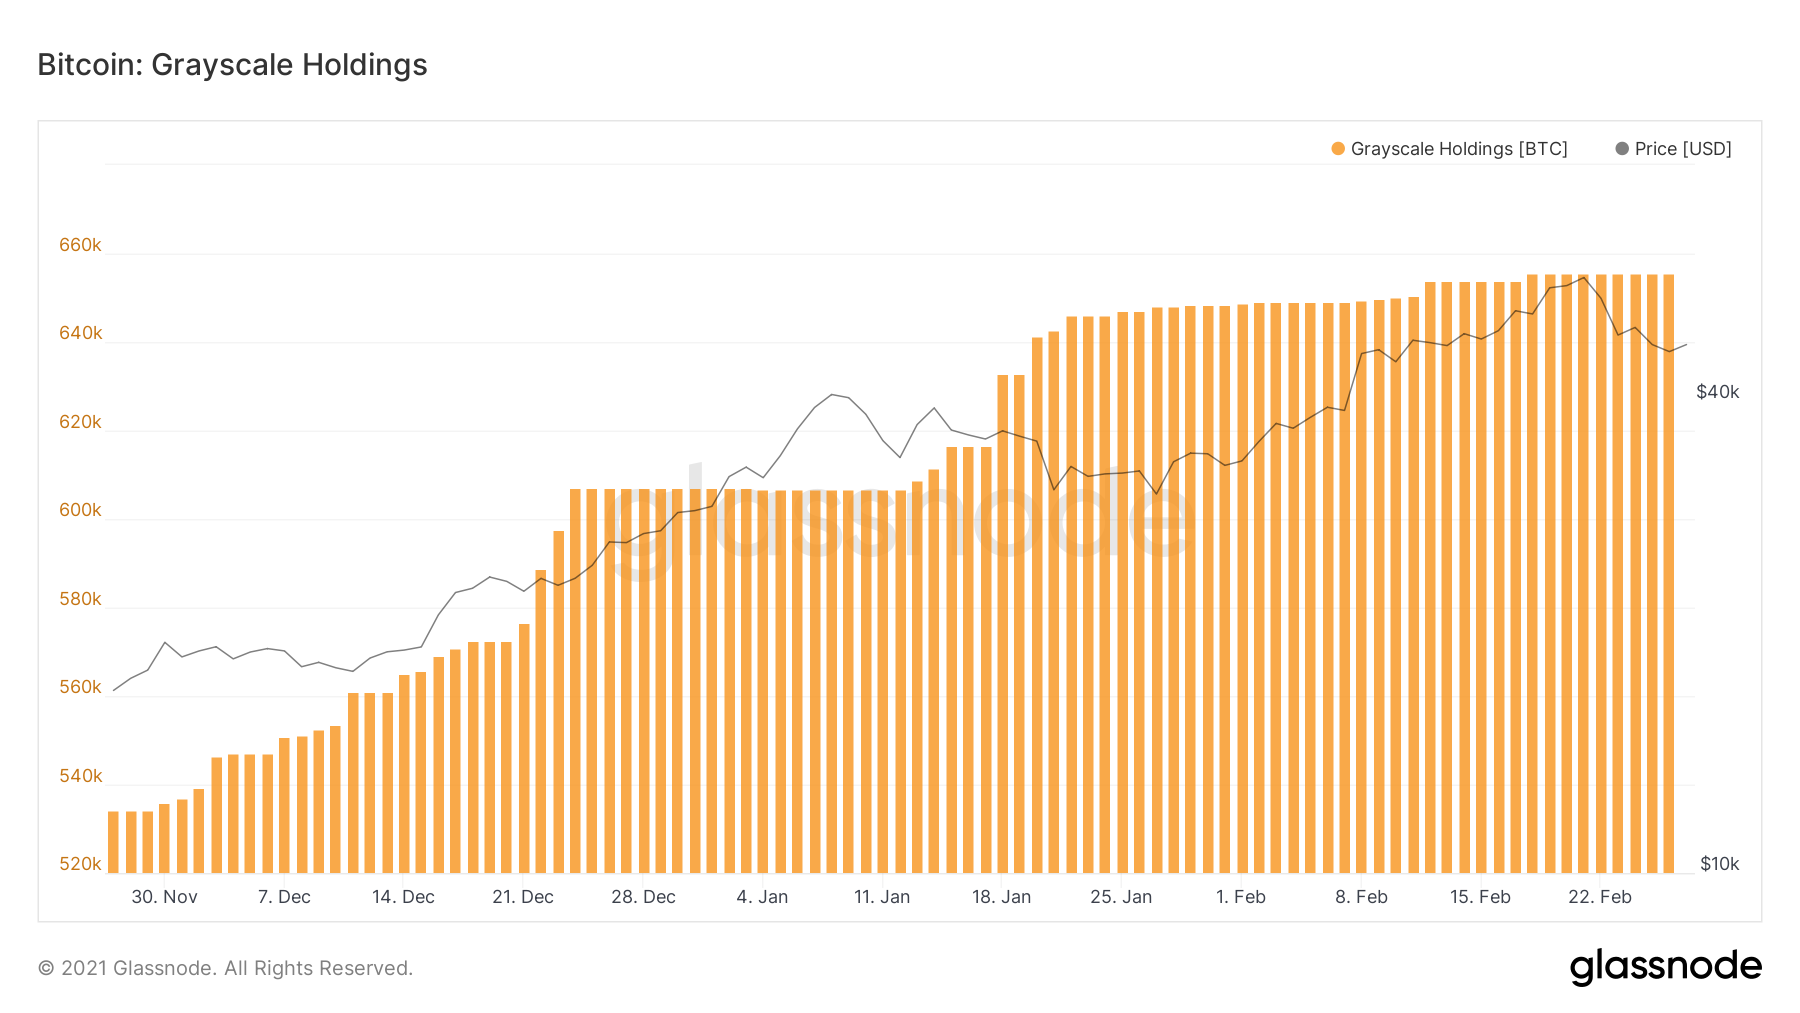 Bitcoin: Grayscale Holdings
Grayscale Holdings [BTC] Price [USD]
660k
640k
620k
600k
580k
560k
540k
520k
$40k
$10k
glassnode
30. Nov 7. Dec 14. Dec 21. Dec 28. Dec 4. Jan 11. Jan 18. Jan 25. Jan 1. Feb 8. Feb 15. Feb 22. Feb
© 2021 Glassnode. All Rights Reserved.
glassnode